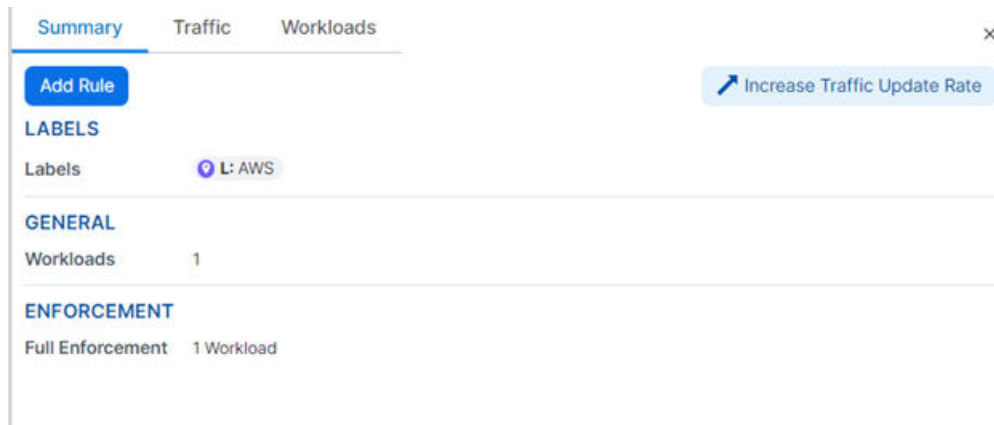 Summary Traffic Workloads
×
Add Rule Increase Traffic Update Rate
LABELS
Labels L: AWS
GENERAL
Workloads 1
ENFORCEMENT
Full Enforcement 1 Workload